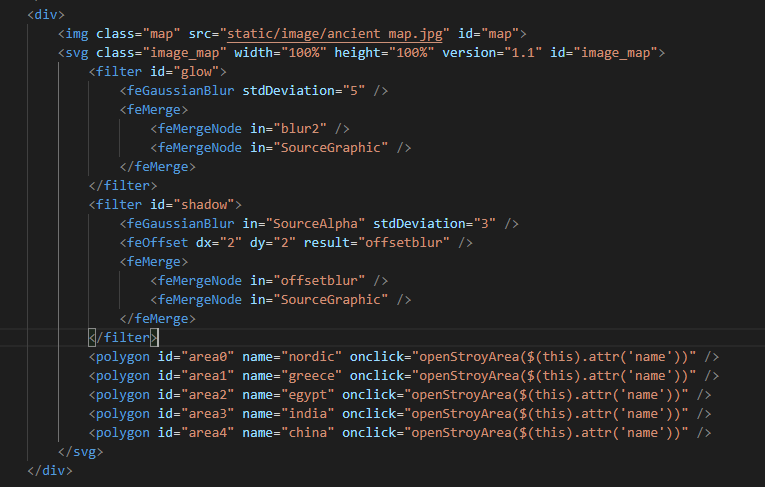 <div>
<img class="map" src="static/image/ancient map.jpg" id="map">
<svg class="image_map" width="100%" height="100%" version="1.1" id="image_map">
<filter id="glow">
<feGaussianBlur stdDeviation="5" />
<feMerge>
<feMergeNode in="blur2" />
<feMergeNode in="SourceGraphic" />
</feMerge>
</filter>
<filter id="shadow">
<feGaussianBlur in="SourceAlpha" stdDeviation="3" />
<feOffset dx="2" dy="2" result="offsetblur" />
<feMerge>
<feMergeNode in="offsetblur" />
<feMergeNode in="SourceGraphic" />
</feMerge>
</filter>
<polygon id="area0" name="nordic" onclick="openStroyArea($(this).attr('name'))" />
<polygon id="area1" name="greece" onclick="openStroyArea($(this).attr('name'))" />
<polygon id="area2" name="egypt" onclick="openStroyArea($(this).attr('name'))" />
<polygon id="area3" name="india" onclick="openStroyArea($(this).attr('name'))" />
<polygon id="area4" name="china" onclick="openStroyArea($(this).attr('name'))" />
</svg>
</div>